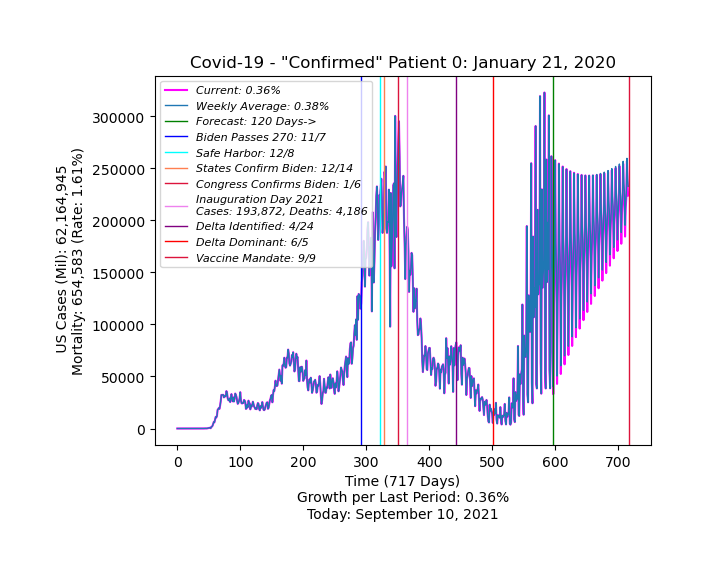 Covid-19 - "Confirmed" Patient 0: January 21, 2020
Current: 0.36%
Weekly Average: 0.38%
Forecast: 120 Days->
Biden Passes 270: 11/7
Safe Harbor: 12/8
States Confirm Biden: 12/14
Congress Confirms Biden: 1/6
Inauguration Day 2021
Cases: 193,872, Deaths: 4,186
Delta Identified: 4/24
Delta Dominant: 6/5
Vaccine Mandate: 9/9
US Cases (Mil): 62,164,945
Mortality: 654,583 (Rate: 1.61%)
300000
250000
200000
150000
100000
50000
0
0 100 200 300 400 500 600 700
Time (717 Days)
Growth per Last Period: 0.36%
Today: September 10, 2021